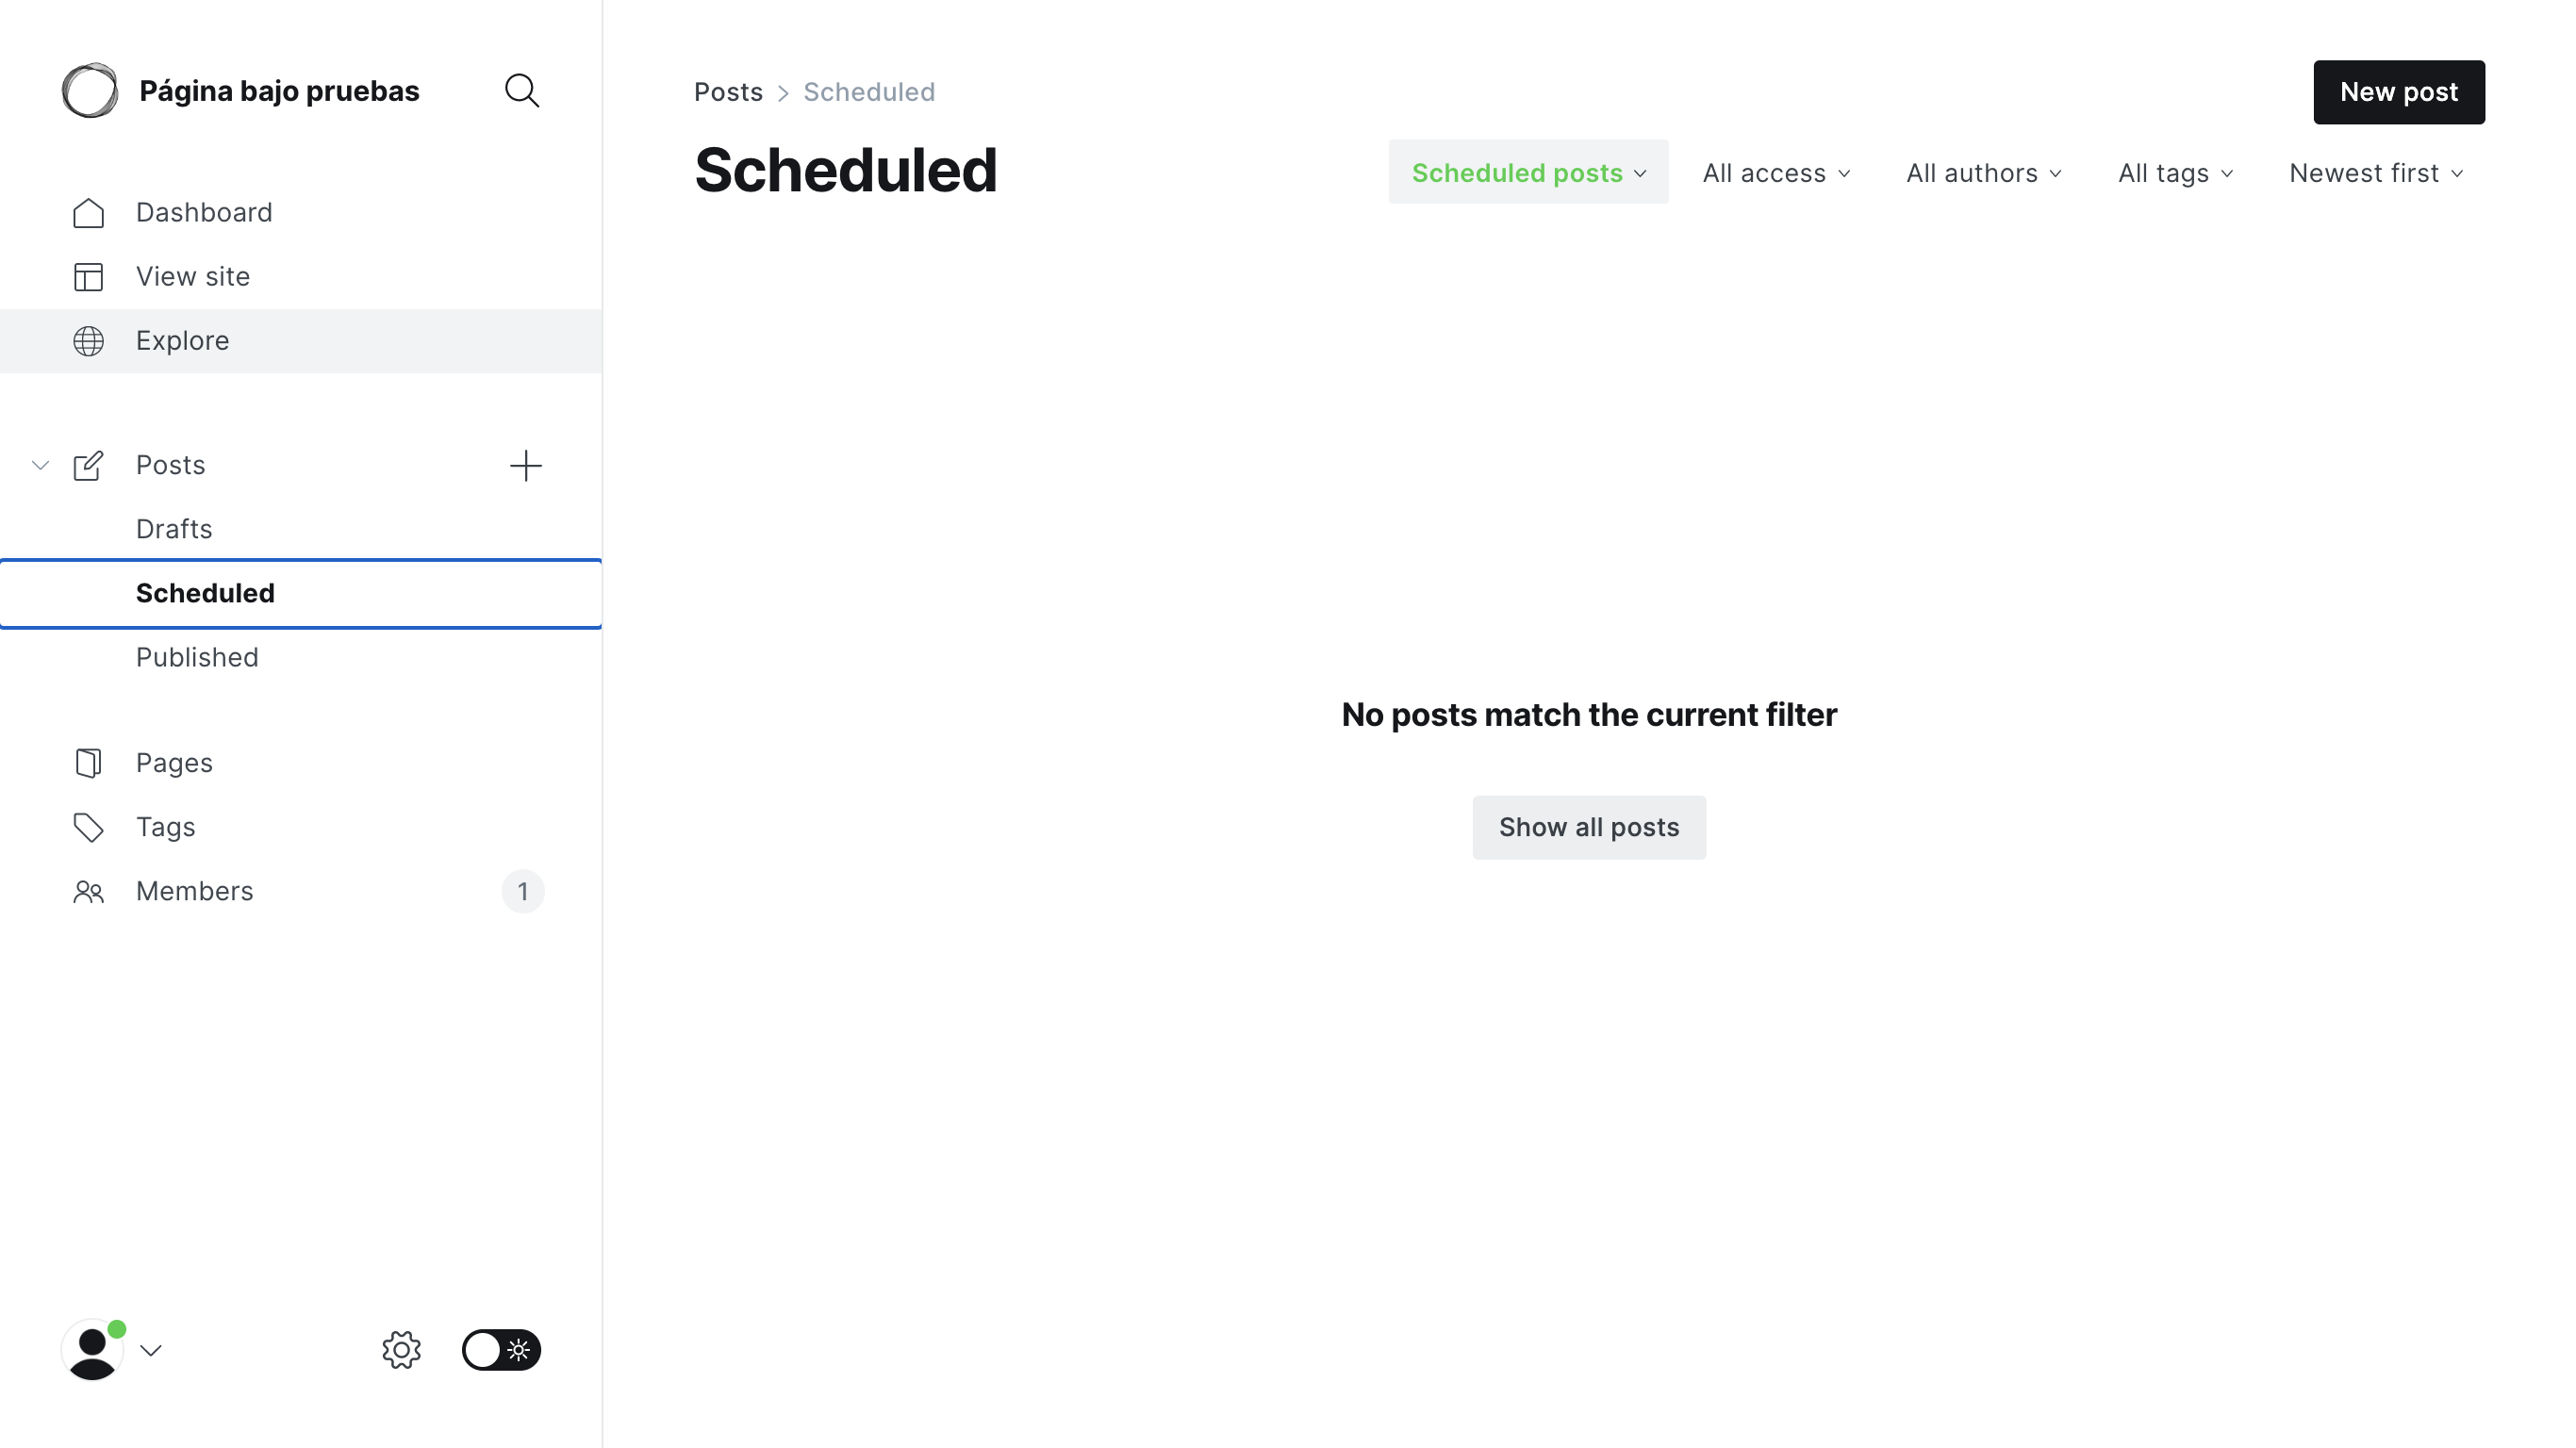 Página bajo pruebas
Dashboard
View site
Explore
Posts
Drafts
Scheduled
Published
Pages
Tags
Members 1
Posts > Scheduled
New post
Scheduled
Scheduled posts All access All authors All tags Newest first
No posts match the current filter
Show all posts